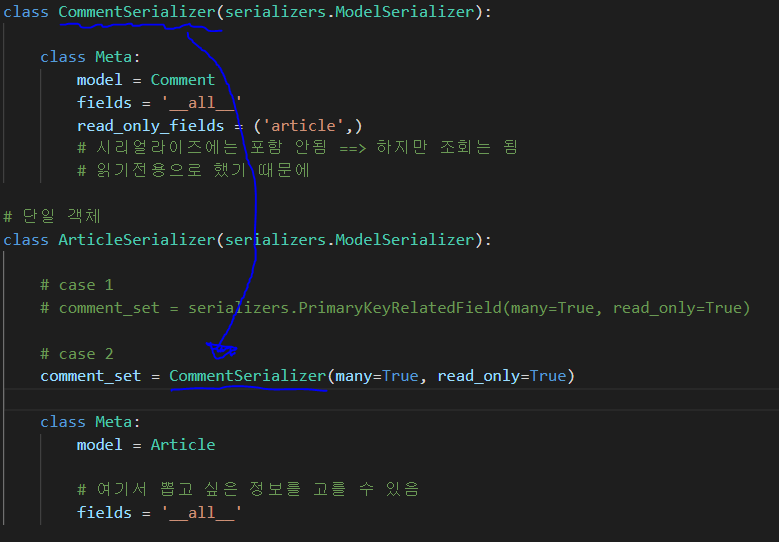 class CommentSerializer(serializers.ModelSerializer):
class Meta:
model = Comment
fields = '__all__'
read_only_fields = ('article',)
# 시리얼라이즈에는 포함 안됨 ==> 하지만 조회는 됨
# 읽기전용으로 했기 때문에
# 단일 객체
class ArticleSerializer(serializers.ModelSerializer):
# case 1
# comment_set = serializers.PrimaryKeyRelatedField(many=True, read_only=True)
# case 2
comment_set = CommentSerializer(many=True, read_only=True)
class Meta:
model = Article
# 여기서 뽑고 싶은 정보를 고를 수 있음
fields = '__all__'